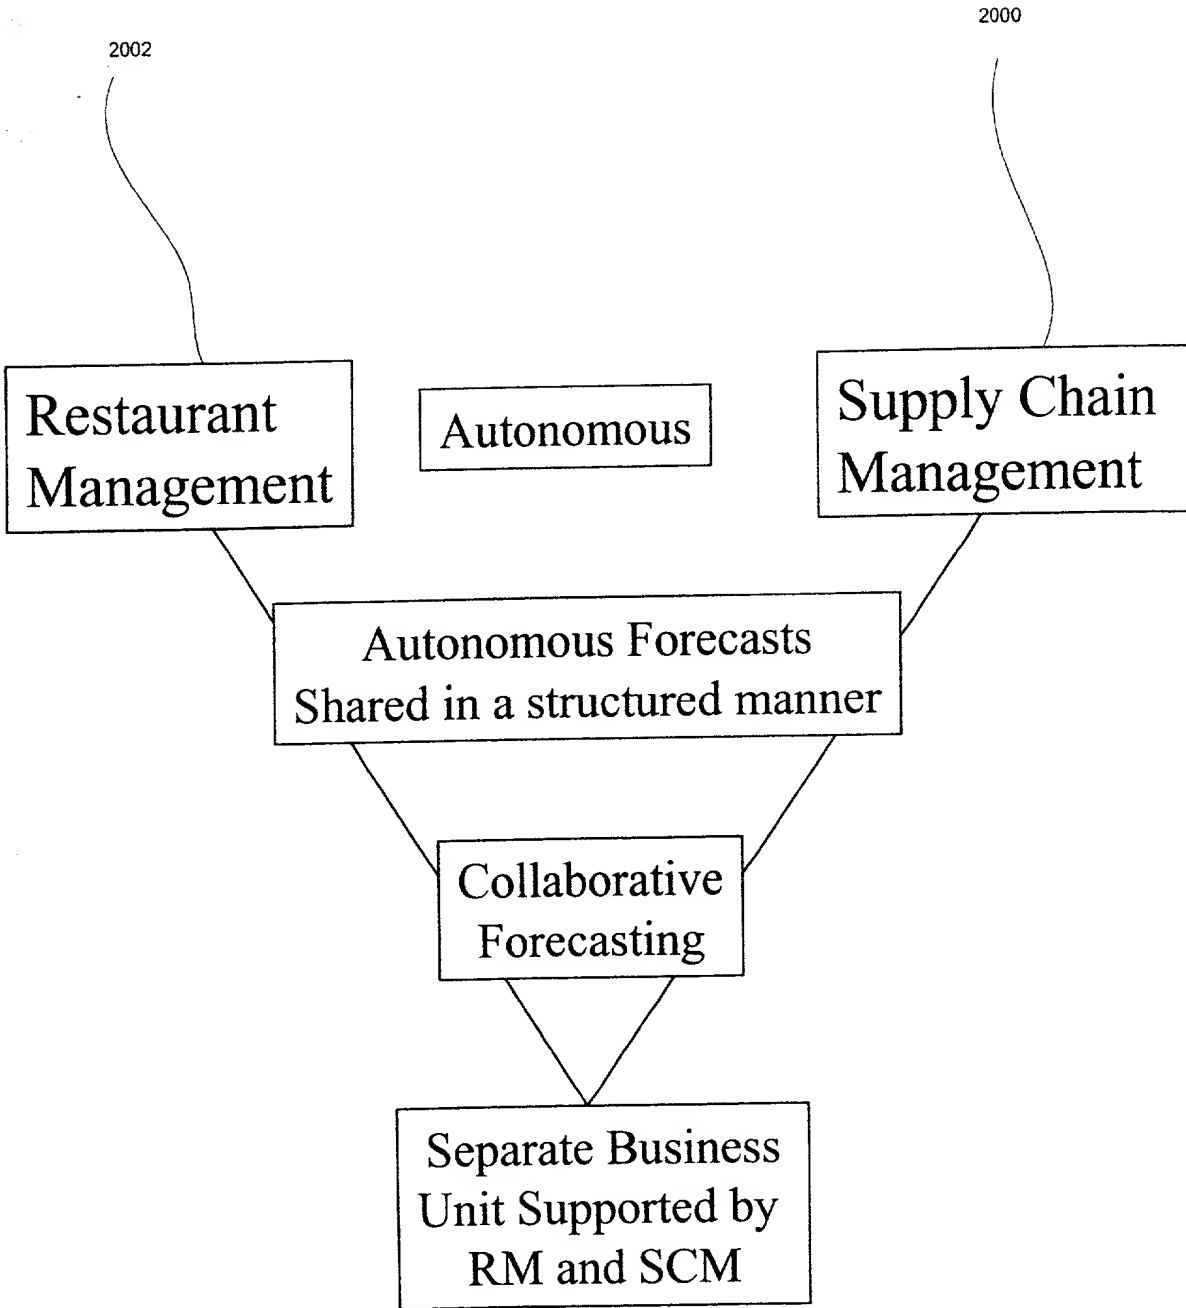 2002
2000
Restaurant
Management
Autonomous
Supply Chain
Management
Autonomous Forecasts
Shared in a structured manner
Collaborative
Forecasting
Separate Business
Unit Supported by
RM and SCM